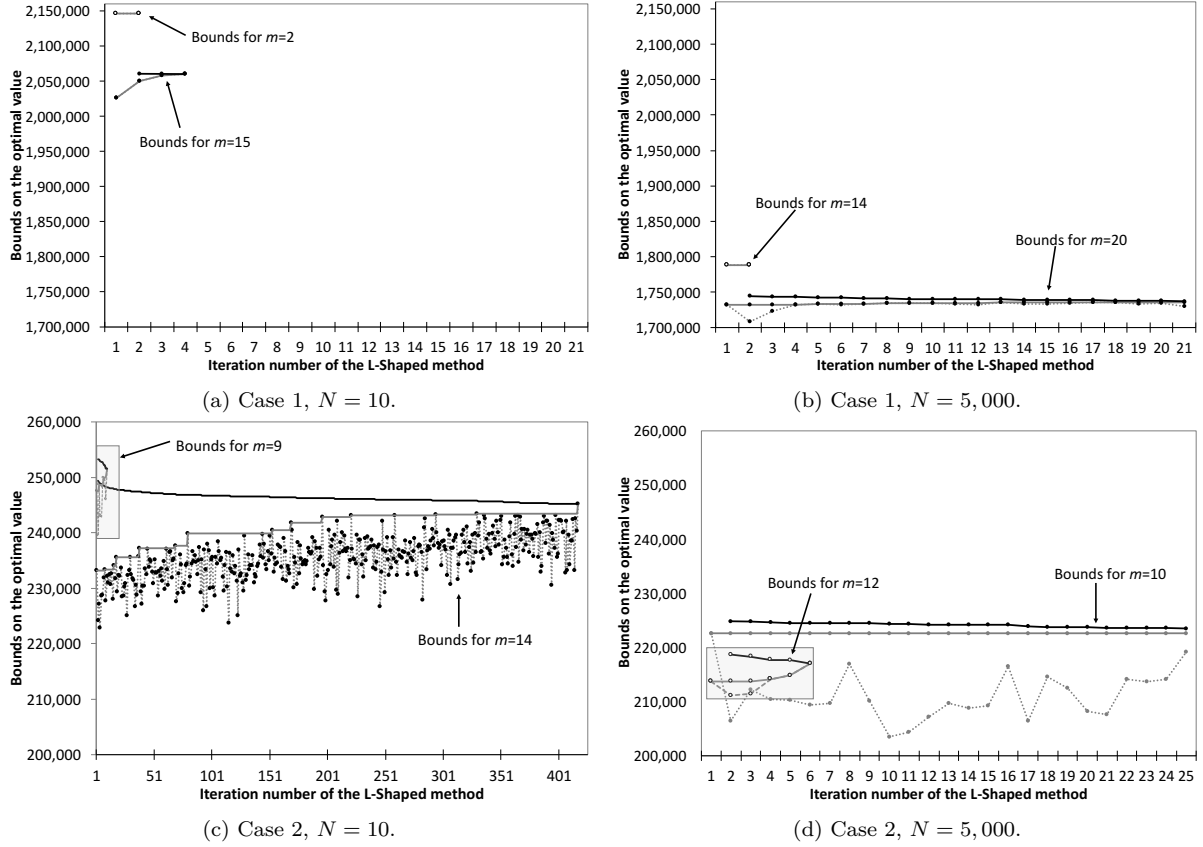 2,150,000
2,100,000
2,050,000
2,000,000
1,950,000
1,900,000
1,850,000
1,800,000
1,750,000
1,700,000
Bounds on the optimal value
Bounds for m=2
Bounds for m=15
1 2 3 4 5 6 7 8 9 10 11 12 13 14 15 16 17 18 19 20 21
Iteration number of the L-Shaped method
(a) Case 1, N = 10.
2,150,000
2,100,000
2,050,000
2,000,000
1,950,000
1,900,000
1,850,000
1,800,000
1,750,000
1,700,000
Bounds on the optimal value
Bounds for m=14
Bounds for m=20
1 2 3 4 5 6 7 8 9 10 11 12 13 14 15 16 17 18 19 20 21
Iteration number of the L-Shaped method
(b) Case 1, N = 5, 000.
260,000
250,000
240,000
230,000
220,000
210,000
200,000
Bounds on the optimal value
Bounds for m=9
Bounds for m=14
1 51 101 151 201 251 301 351 401
Iteration number of the L-Shaped method
(c) Case 2, N = 10.
260,000
250,000
240,000
230,000
220,000
210,000
200,000
Bounds on the optimal value
Bounds for m=12
Bounds for m=10
1 2 3 4 5 6 7 8 9 10 11 12 13 14 15 16 17 18 19 20 21 22 23 24 25
Iteration number of the L-Shaped method
(d) Case 2, N = 5, 000.